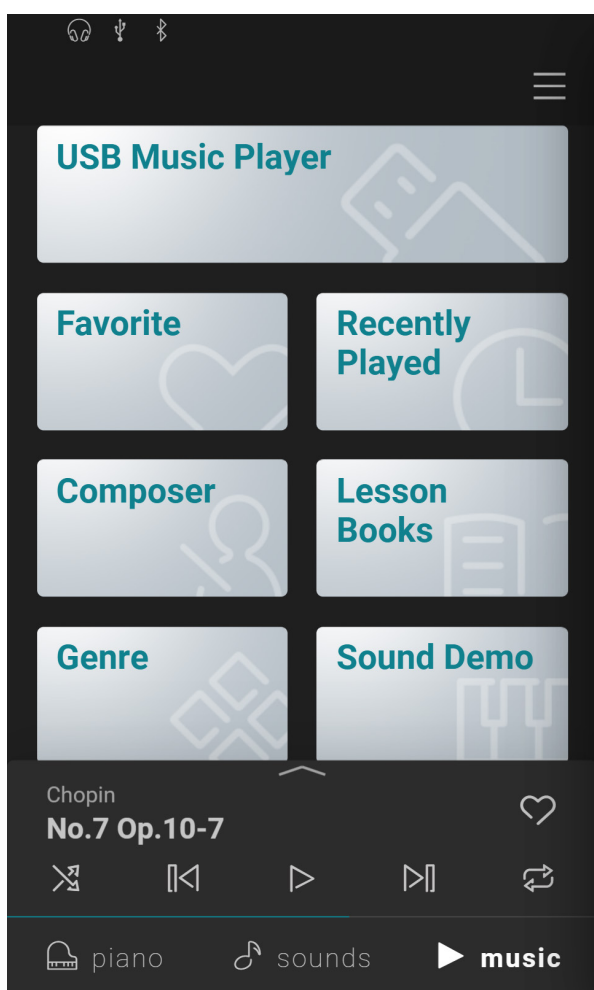 USB Music Player
Favorite
Recently
Played
Composer
Lesson
Books
Genre
Sound Demo
Chopin
No.7 Op.10-7
piano
sounds
music